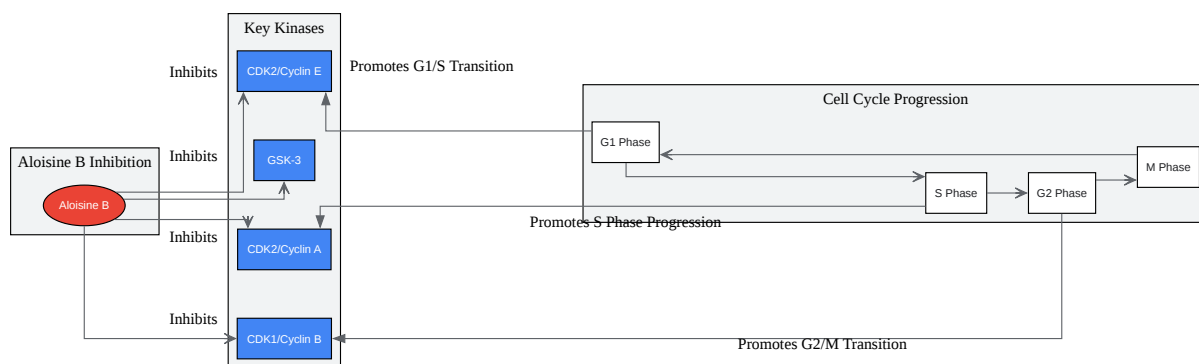 Key Kinases
Inhibits
CDK2/Cyclin E
Promotes G1/S Transition
Cell Cycle Progression
G1 Phase
Aloisine B Inhibition
Inhibits
GSK-3
M Phase
Aloisine B
S Phase
G2 Phase
Promotes S Phase Progression
Inhibits
CDK2/Cyclin A
Inhibits
CDK1/Cyclin B
Promotes G2/M Transition